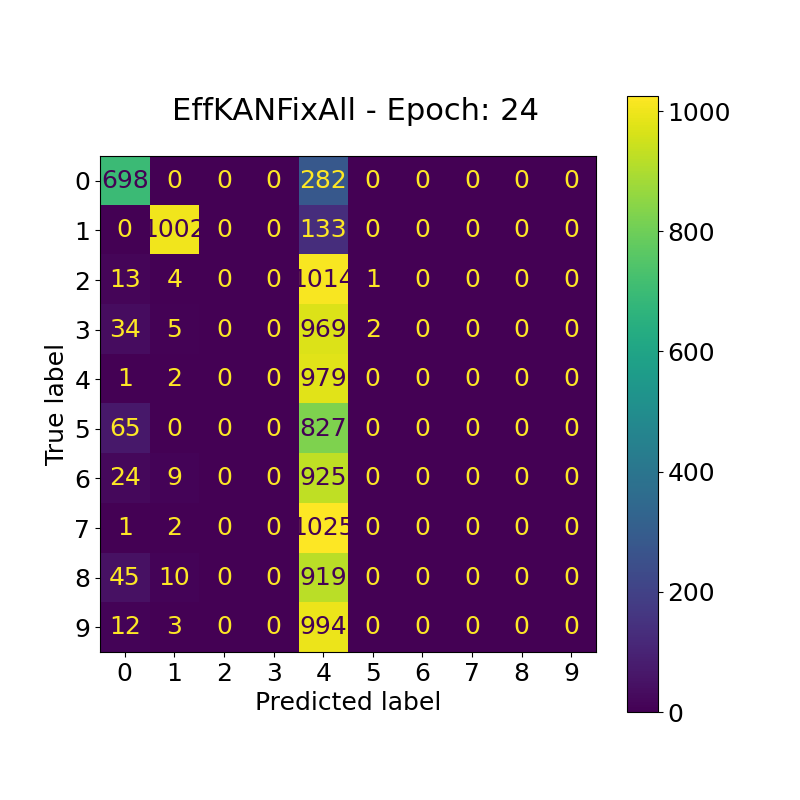 EffKANFixAll - Epoch: 24
0 698 0 0 0 282 0 0 0 0 0
1 0 1002 0 0 133 0 0 0 0 0
2 13 4 0 0 1014 1 0 0 0 0
3 34 5 0 0 969 2 0 0 0 0
4 1 2 0 0 979 0 0 0 0 0
5 65 0 0 0 827 0 0 0 0 0
6 24 9 0 0 925 0 0 0 0 0
7 1 2 0 0 1025 0 0 0 0 0
8 45 10 0 0 919 0 0 0 0 0
9 12 3 0 0 994 0 0 0 0 0
0 1 2 3 4 5 6 7 8 9
Predicted label
True label
1000
800
600
400
200
0